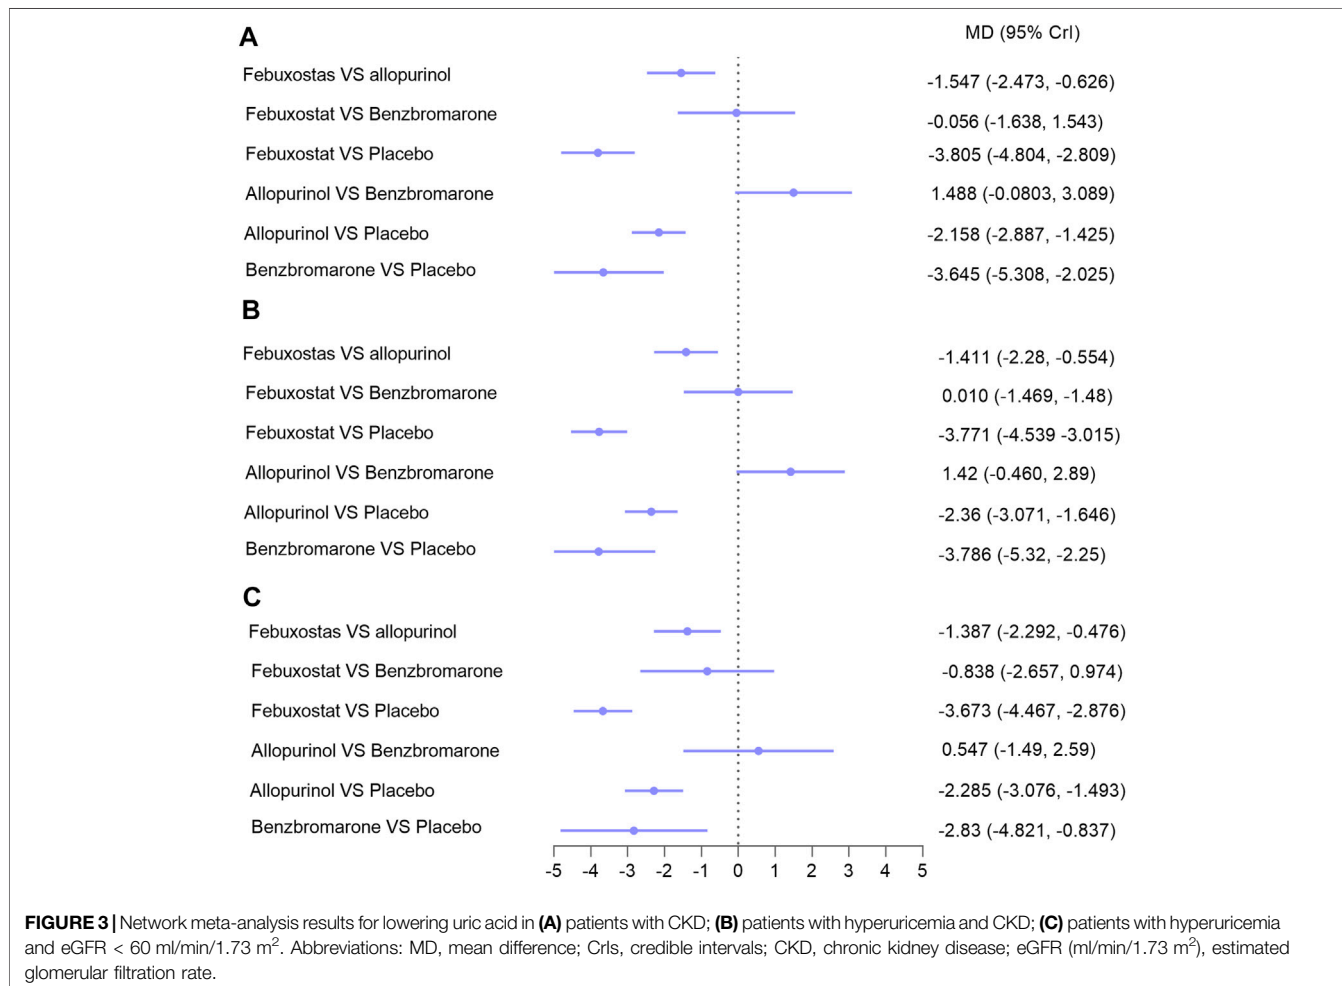 A
MD (95% CrI)
Febuxostas VS allopurinol -1.547 (-2.473, -0.626)
Febuxostat VS Benzbromarone -0.056 (-1.638, 1.543)
Febuxostat VS Placebo -3.805 (-4.804, -2.809)
Allopurinol VS Benzbromarone 1.488 (-0.0803, 3.089)
Allopurinol VS Placebo -2.158 (-2.887, -1.425)
Benzbromarone VS Placebo -3.645 (-5.308, -2.025)
B
Febuxostas VS allopurinol -1.411 (-2.28, -0.554)
Febuxostat VS Benzbromarone 0.010 (-1.469, -1.48)
Febuxostat VS Placebo -3.771 (-4.539 -3.015)
Allopurinol VS Benzbromarone 1.42 (-0.460, 2.89)
Allopurinol VS Placebo -2.36 (-3.071, -1.646)
Benzbromarone VS Placebo -3.786 (-5.32, -2.25)
C
Febuxostas VS allopurinol -1.387 (-2.292, -0.476)
Febuxostat VS Benzbromarone -0.838 (-2.657, 0.974)
Febuxostat VS Placebo -3.673 (-4.467, -2.876)
Allopurinol VS Benzbromarone 0.547 (-1.49, 2.59)
Allopurinol VS Placebo -2.285 (-3.076, -1.493)
Benzbromarone VS Placebo -2.83 (-4.821, -0.837)
-5 -4 -3 -2 -1 0 1 2 3 4 5
FIGURE 3 | Network meta-analysis results for lowering uric acid in (A) patients with CKD; (B) patients with hyperuricemia and CKD; (C) patients with hyperuricemia
and eGFR < 60 ml/min/1.73 m². Abbreviations: MD, mean difference; CrIs, credible intervals; CKD, chronic kidney disease; eGFR (ml/min/1.73 m²), estimated
glomerular filtration rate.